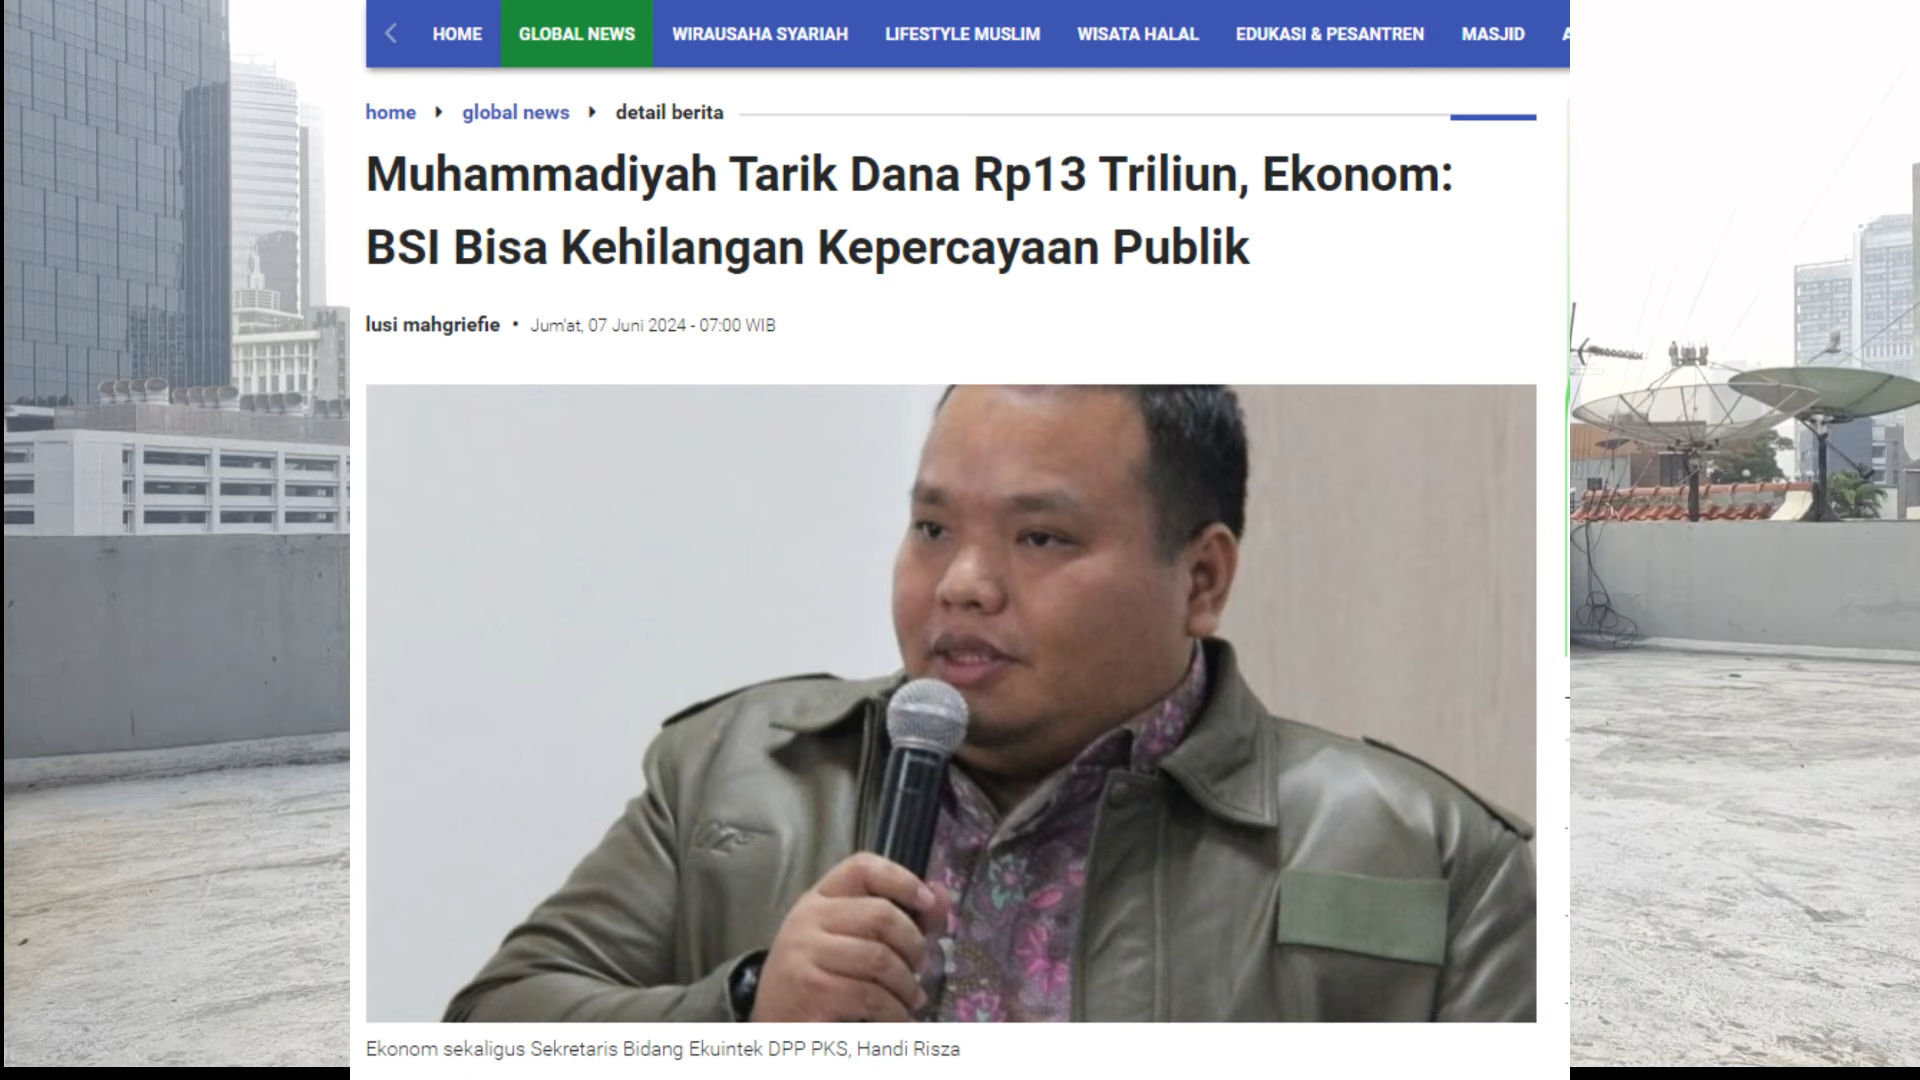 HOME GLOBAL NEWS WIRAUSAHA SYARIAH LIFESTYLE MUSLIM WISATA HALAL EDUKASI & PESANTREN MASJID
home global news detail berita
Muhammadiyah Tarik Dana Rp13 Triliun, Ekonom:
BSI Bisa Kehilangan Kepercayaan Publik
lusi mahgriefie • Jum'at, 07 Juni 2024 - 07:00 WIB
Ekonom sekaligus Sekretaris Bidang Ekuintek DPP PKS, Handi Risza